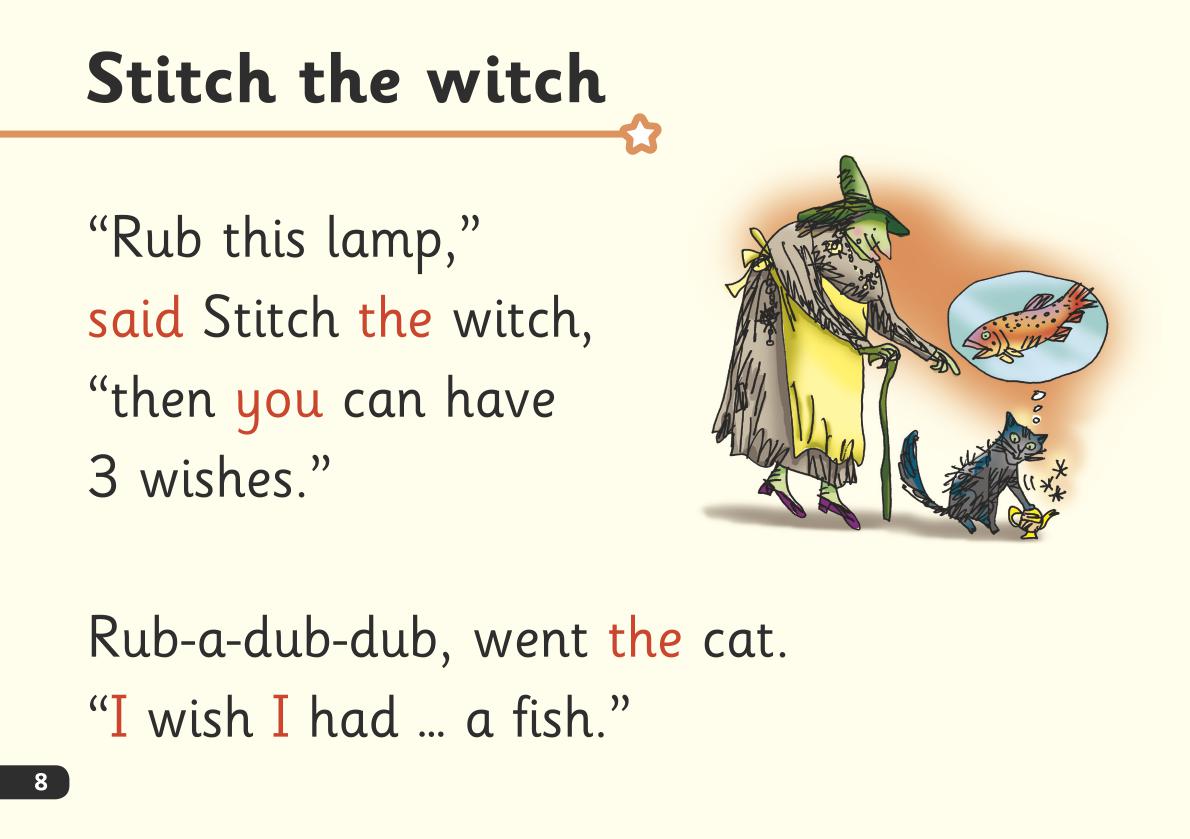 Stitch the witch
“Rub this lamp,”
said Stitch the witch,
“then you can have
3 wishes.”
Rub-a-dub-dub, went the cat.
“I wish I had ... a fish.”
8